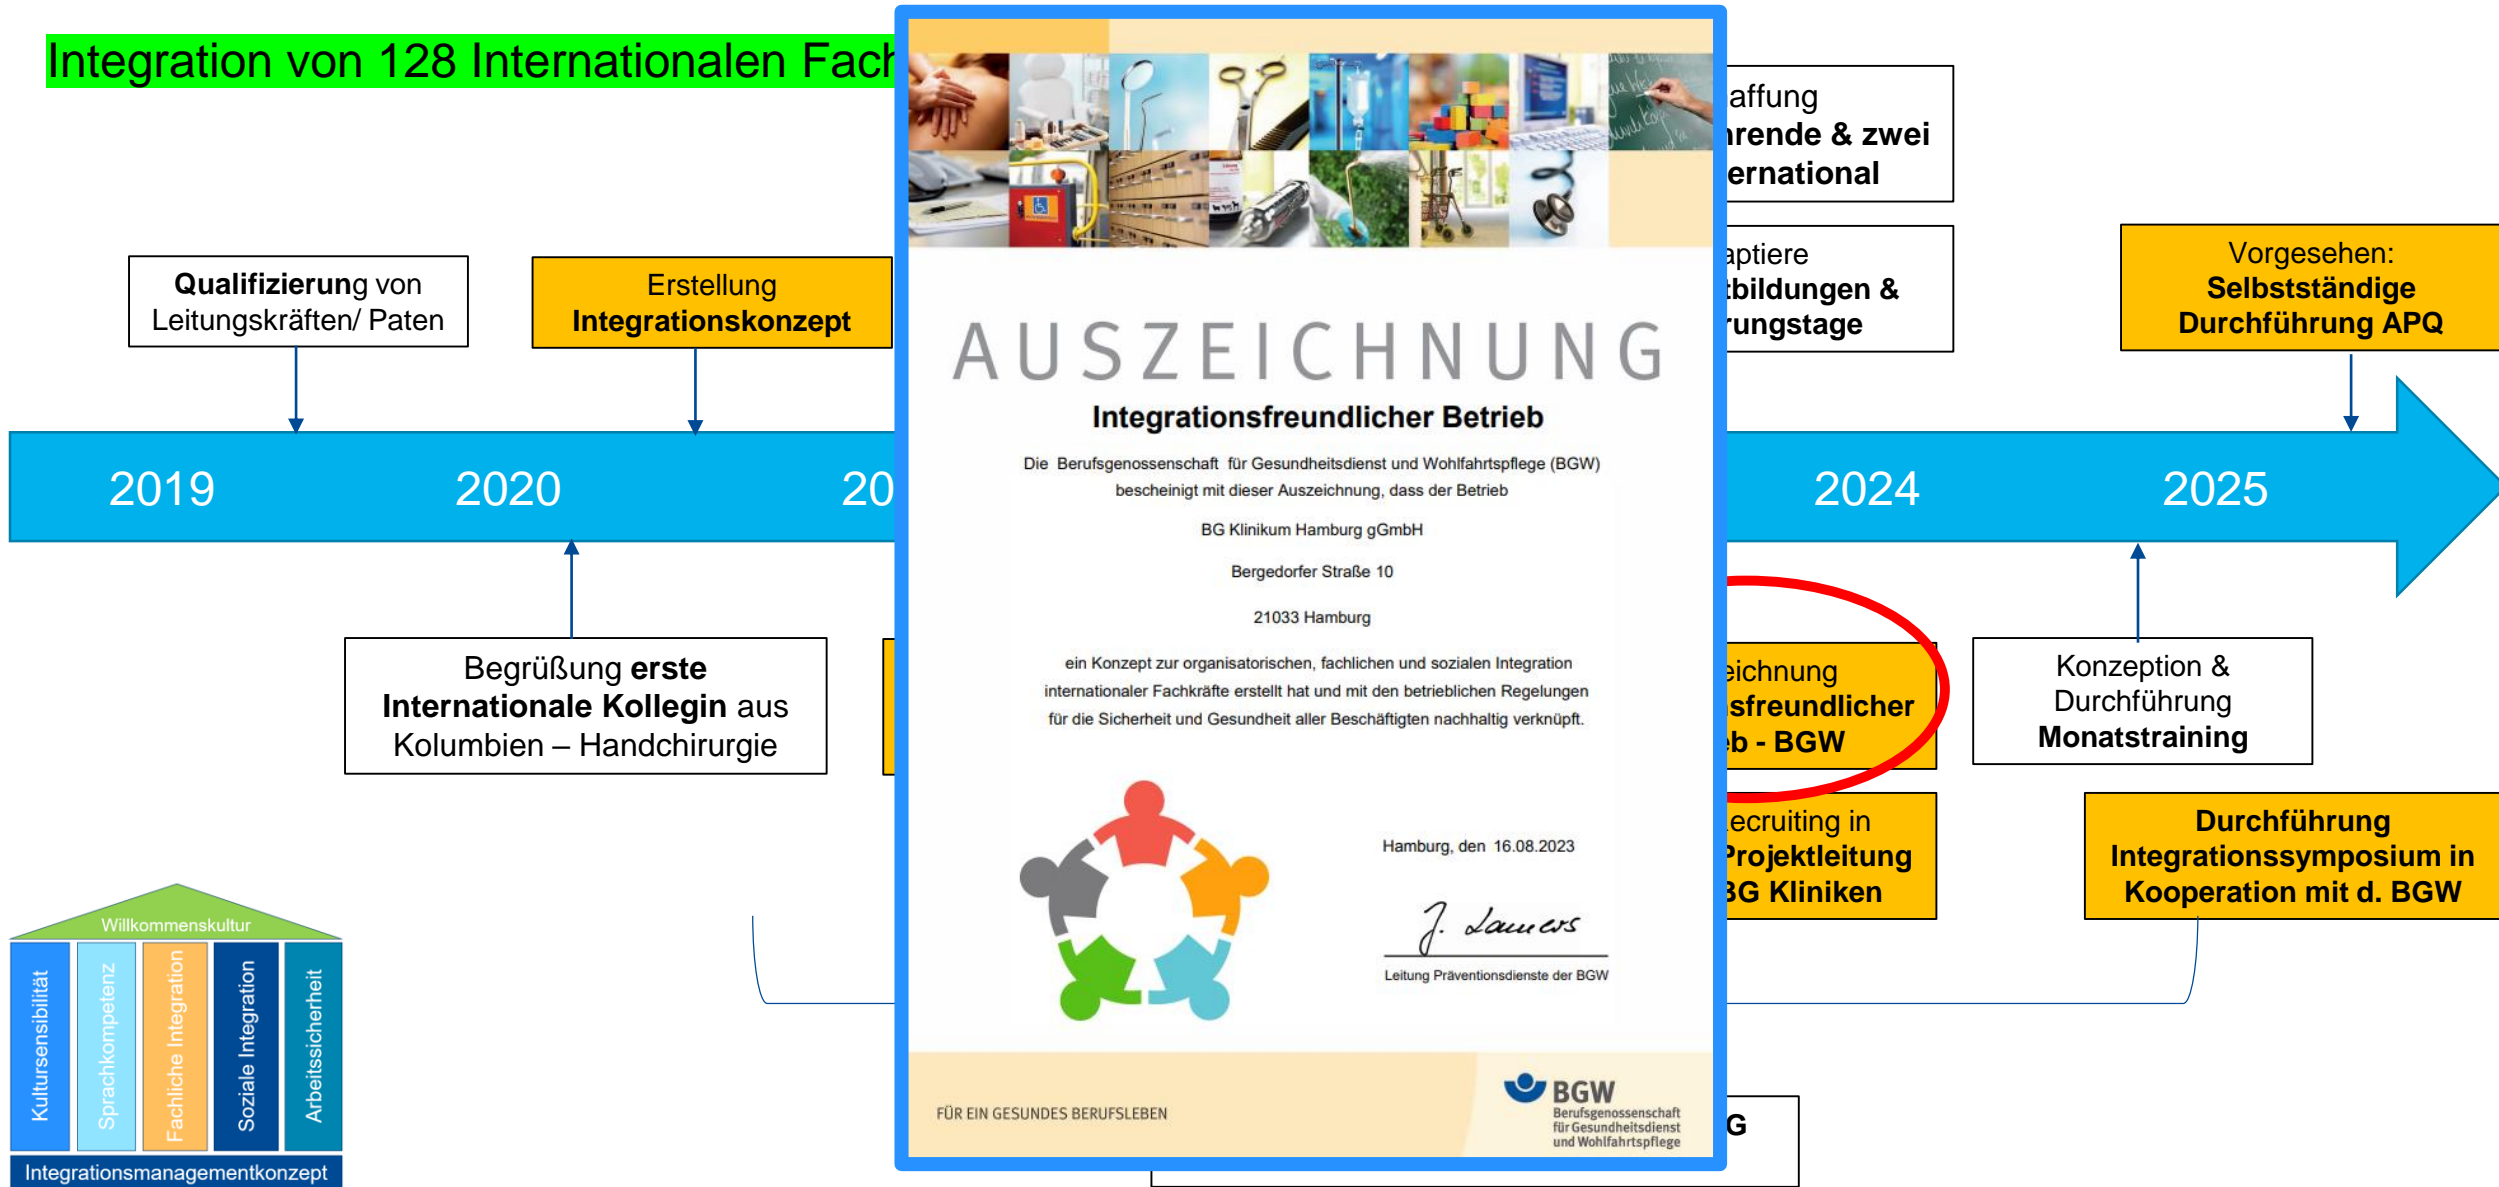 Integration von 128 Internationalen
affung
& zwei
Qualifizierung von
Leitungskräften/ Paten
Erstellung
Integrationskonzept
&
Vorgesehen:
Selbstständige
Durchführung APQ
AUSZEICHNUNG
Integrationsfreundlicher Betrieb
Die Berufsgenossenschaft für Gesundheitsdienst und Wohlfahrtspflege (BGW)
bescheinigt mit dieser Auszeichnung, dass der Betrieb
BG Klinikum Hamburg gGmbH
Bergedorfer Straße 10
21033 Hamburg
ein Konzept zur organisatorischen, fachlichen und sozialen Integration
internationaler Fachkräfte erstellt hat und mit den betrieblichen Regelungen
für die Sicherheit und Gesundheit aller Beschäftigten nachhaltig verknüpft.
Hamburg, den 16.08.2023
J. Lamers
Leitung Präventionsdienste der BGW
FÜR EIN GESUNDES BERUFSLEBEN
BGW
Berufsgenossenschaft
für Gesundheitsdienst
und Wohlfahrtspflege
2019
2020
20
2024
2025
Begrüßung erste
Internationale Kollegin aus
Kolumbien – Handchirurgie
eichnung
sfreundlicher
b - BGW
Konzeption &
Durchführung
Monatstraining
ecruiting in
Projektleitung
BG Kliniken
Durchführung
Integrationssymposium in
Kooperation mit d. BGW
G
Willkommenskultur
Kultursensibilität
Sprachkompetenz
Fachliche Integration
Soziale Integration
Arbeitssicherheit
Integrationsmanagementkonzept